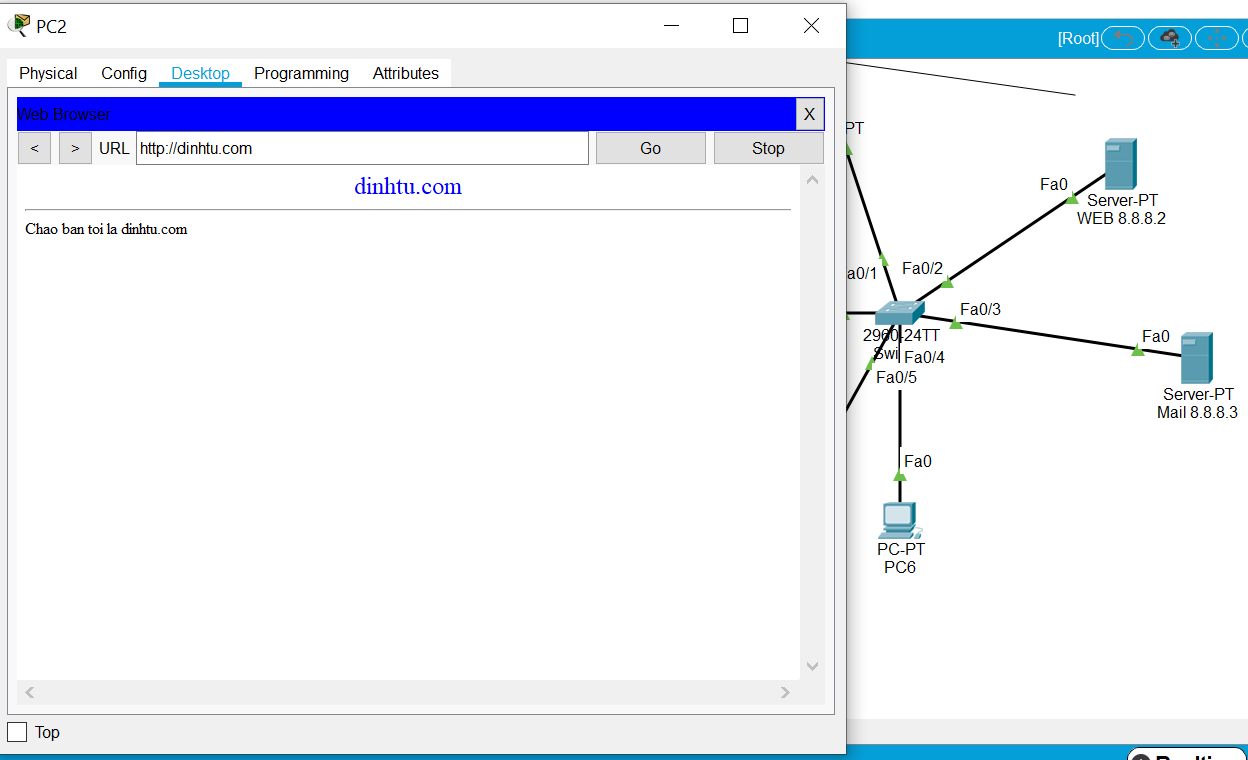 PC2
Physical Config Desktop Programming Attributes
Web Browser X
< > URL http://dinhtu.com Go Stop
dinhtu.com
Chao ban toi la dinhtu.com
Top
[Root]
PT
Fa0
Server-PT
WEB 8.8.8.2
a0/1 Fa0/2
Fa0/3
2960-24TT
Swi Fa0/4
Fa0/5
Fa0
Server-PT
Mail 8.8.8.3
Fa0
PC-PT
PC6